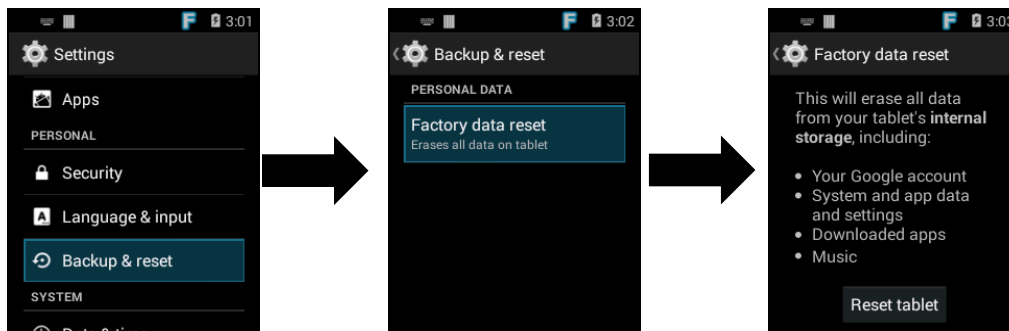 F 3:01
Settings
Apps
PERSONAL
Security
A Language & input
Backup & reset
SYSTEM
F 3:02
Backup & reset
PERSONAL DATA
Factory data reset
Erases all data on tablet
F 3:03
Factory data reset
This will erase all data
from your tablet's internal
storage, including:
• Your Google account
• System and app data
and settings
• Downloaded apps
• Music
Reset tablet